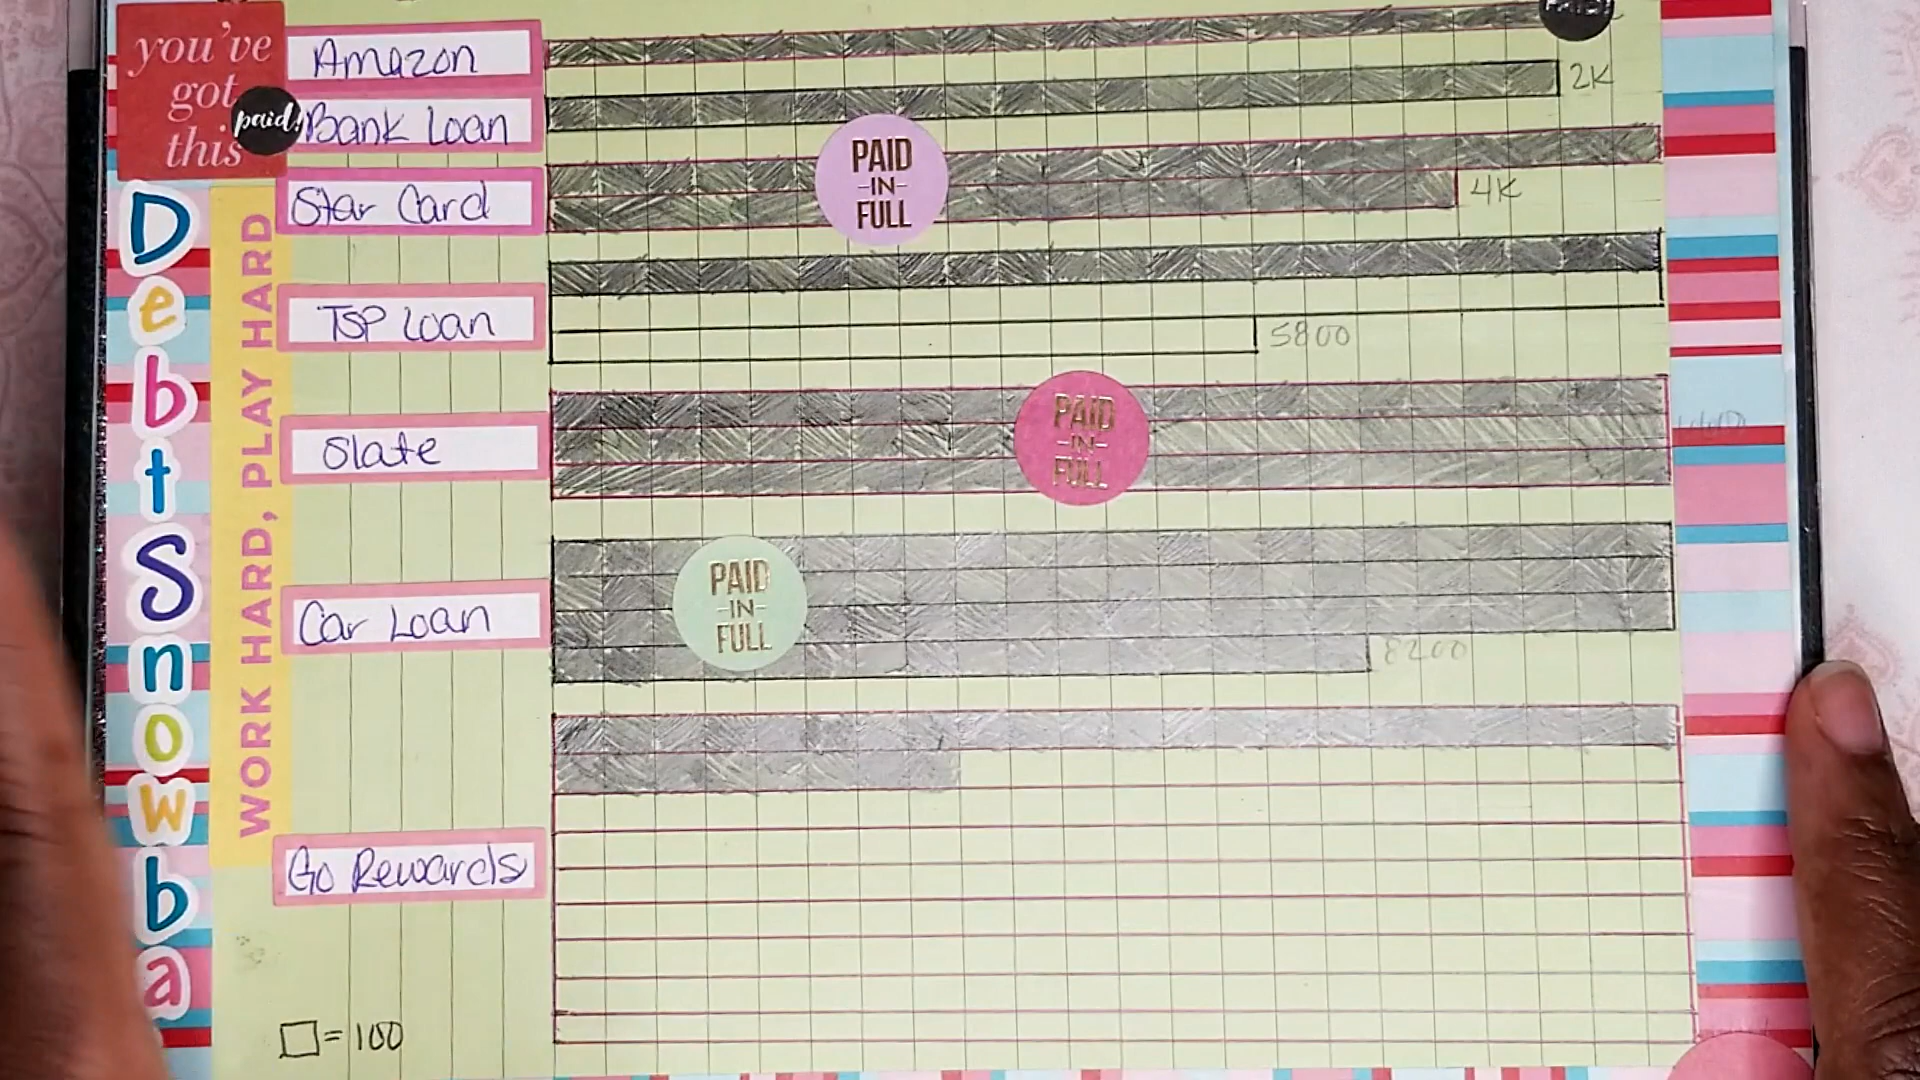 you've
got
this
paid!
Amazon
Bank Loan
2K
Star Card
PAID
-IN-
FULL
4K
TSP Loan
5800
Slate
PAID
-IN-
FULL
Car Loan
PAID
-IN-
FULL
8200
Go Rewards
WORK HARD, PLAY HARD
Debt Snowba
□ = 100